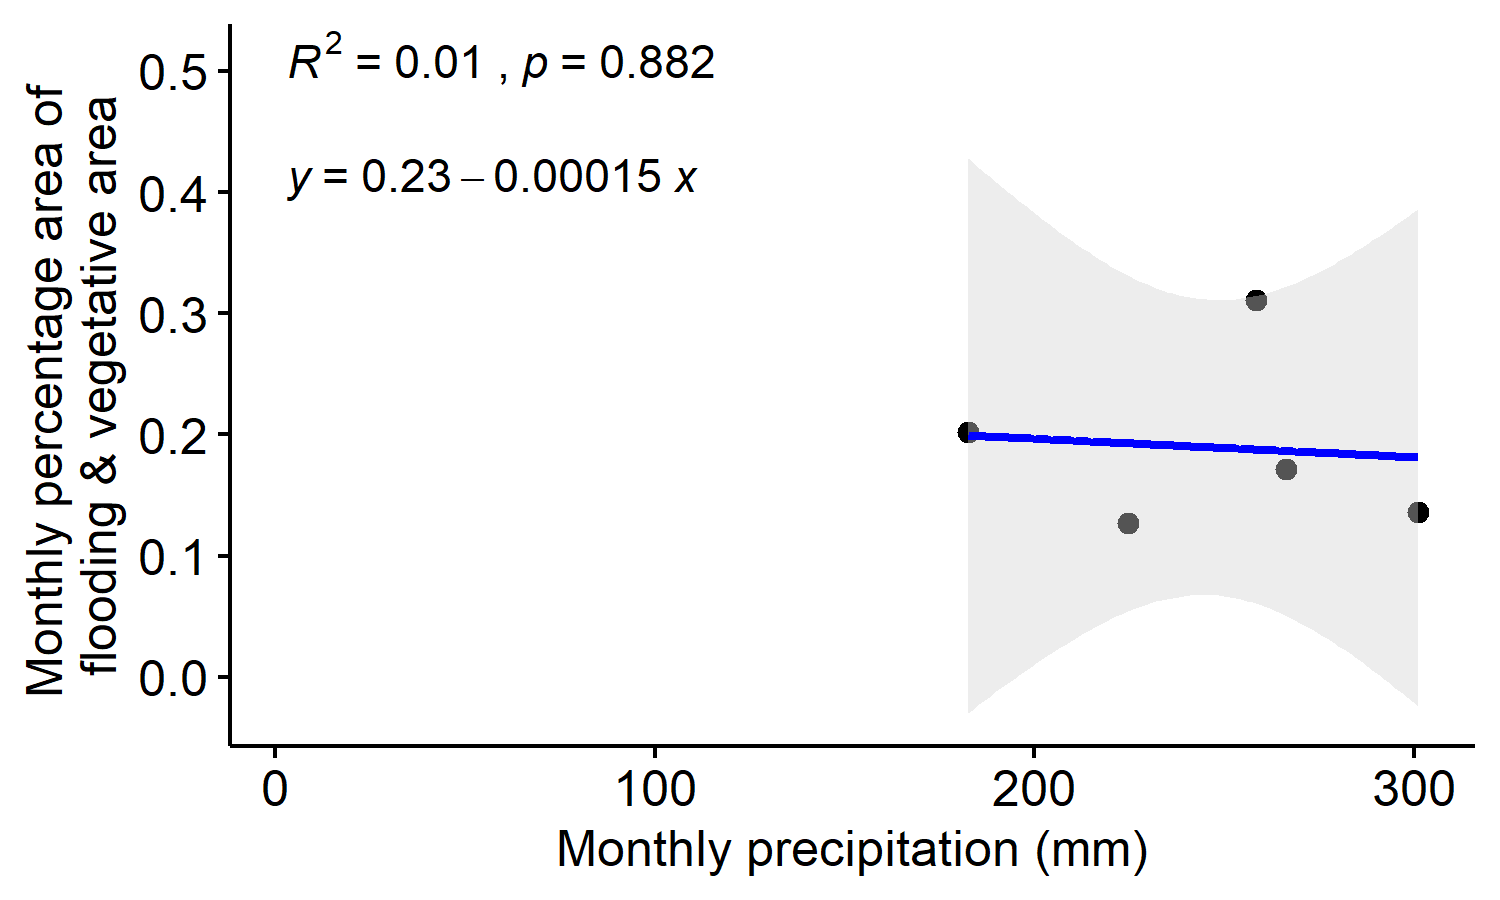 R² = 0.01 , p = 0.882
y = 0.23 – 0.00015 x
Monthly percentage area of
flooding & vegetative area
0.5
0.4
0.3
0.2
0.1
0.0
0 100 200 300
Monthly precipitation (mm)